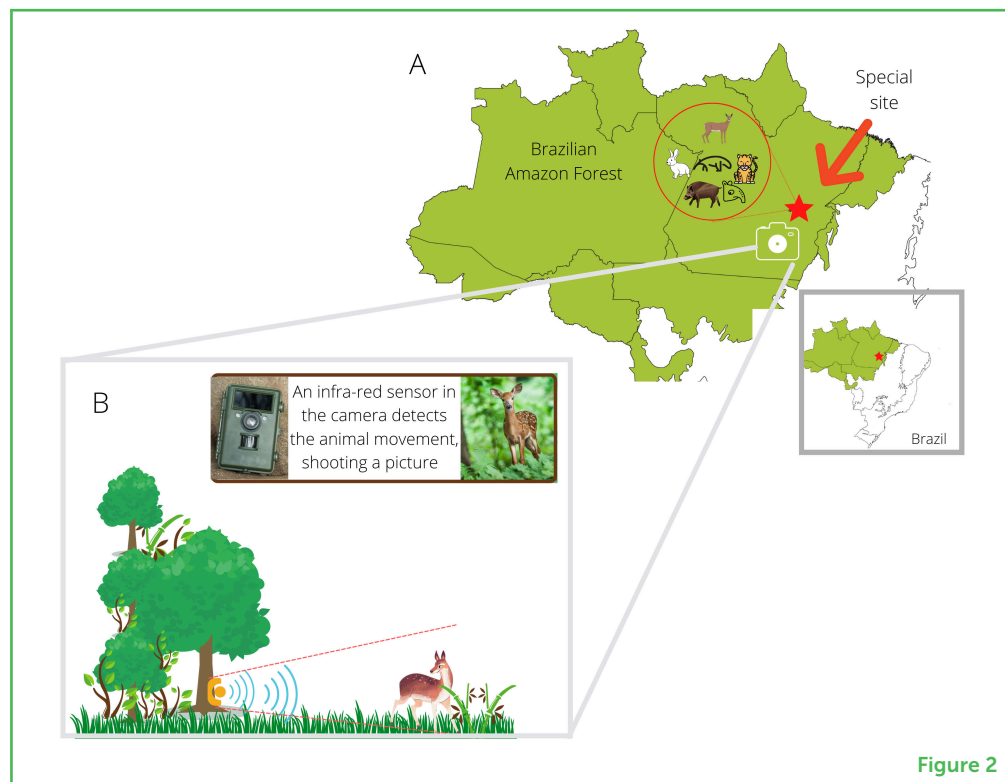 A
Special
site
Brazilian
Amazon Forest
Brazil
B
An infra-red sensor in
the camera detects
the animal movement,
shooting a picture
Figure 2